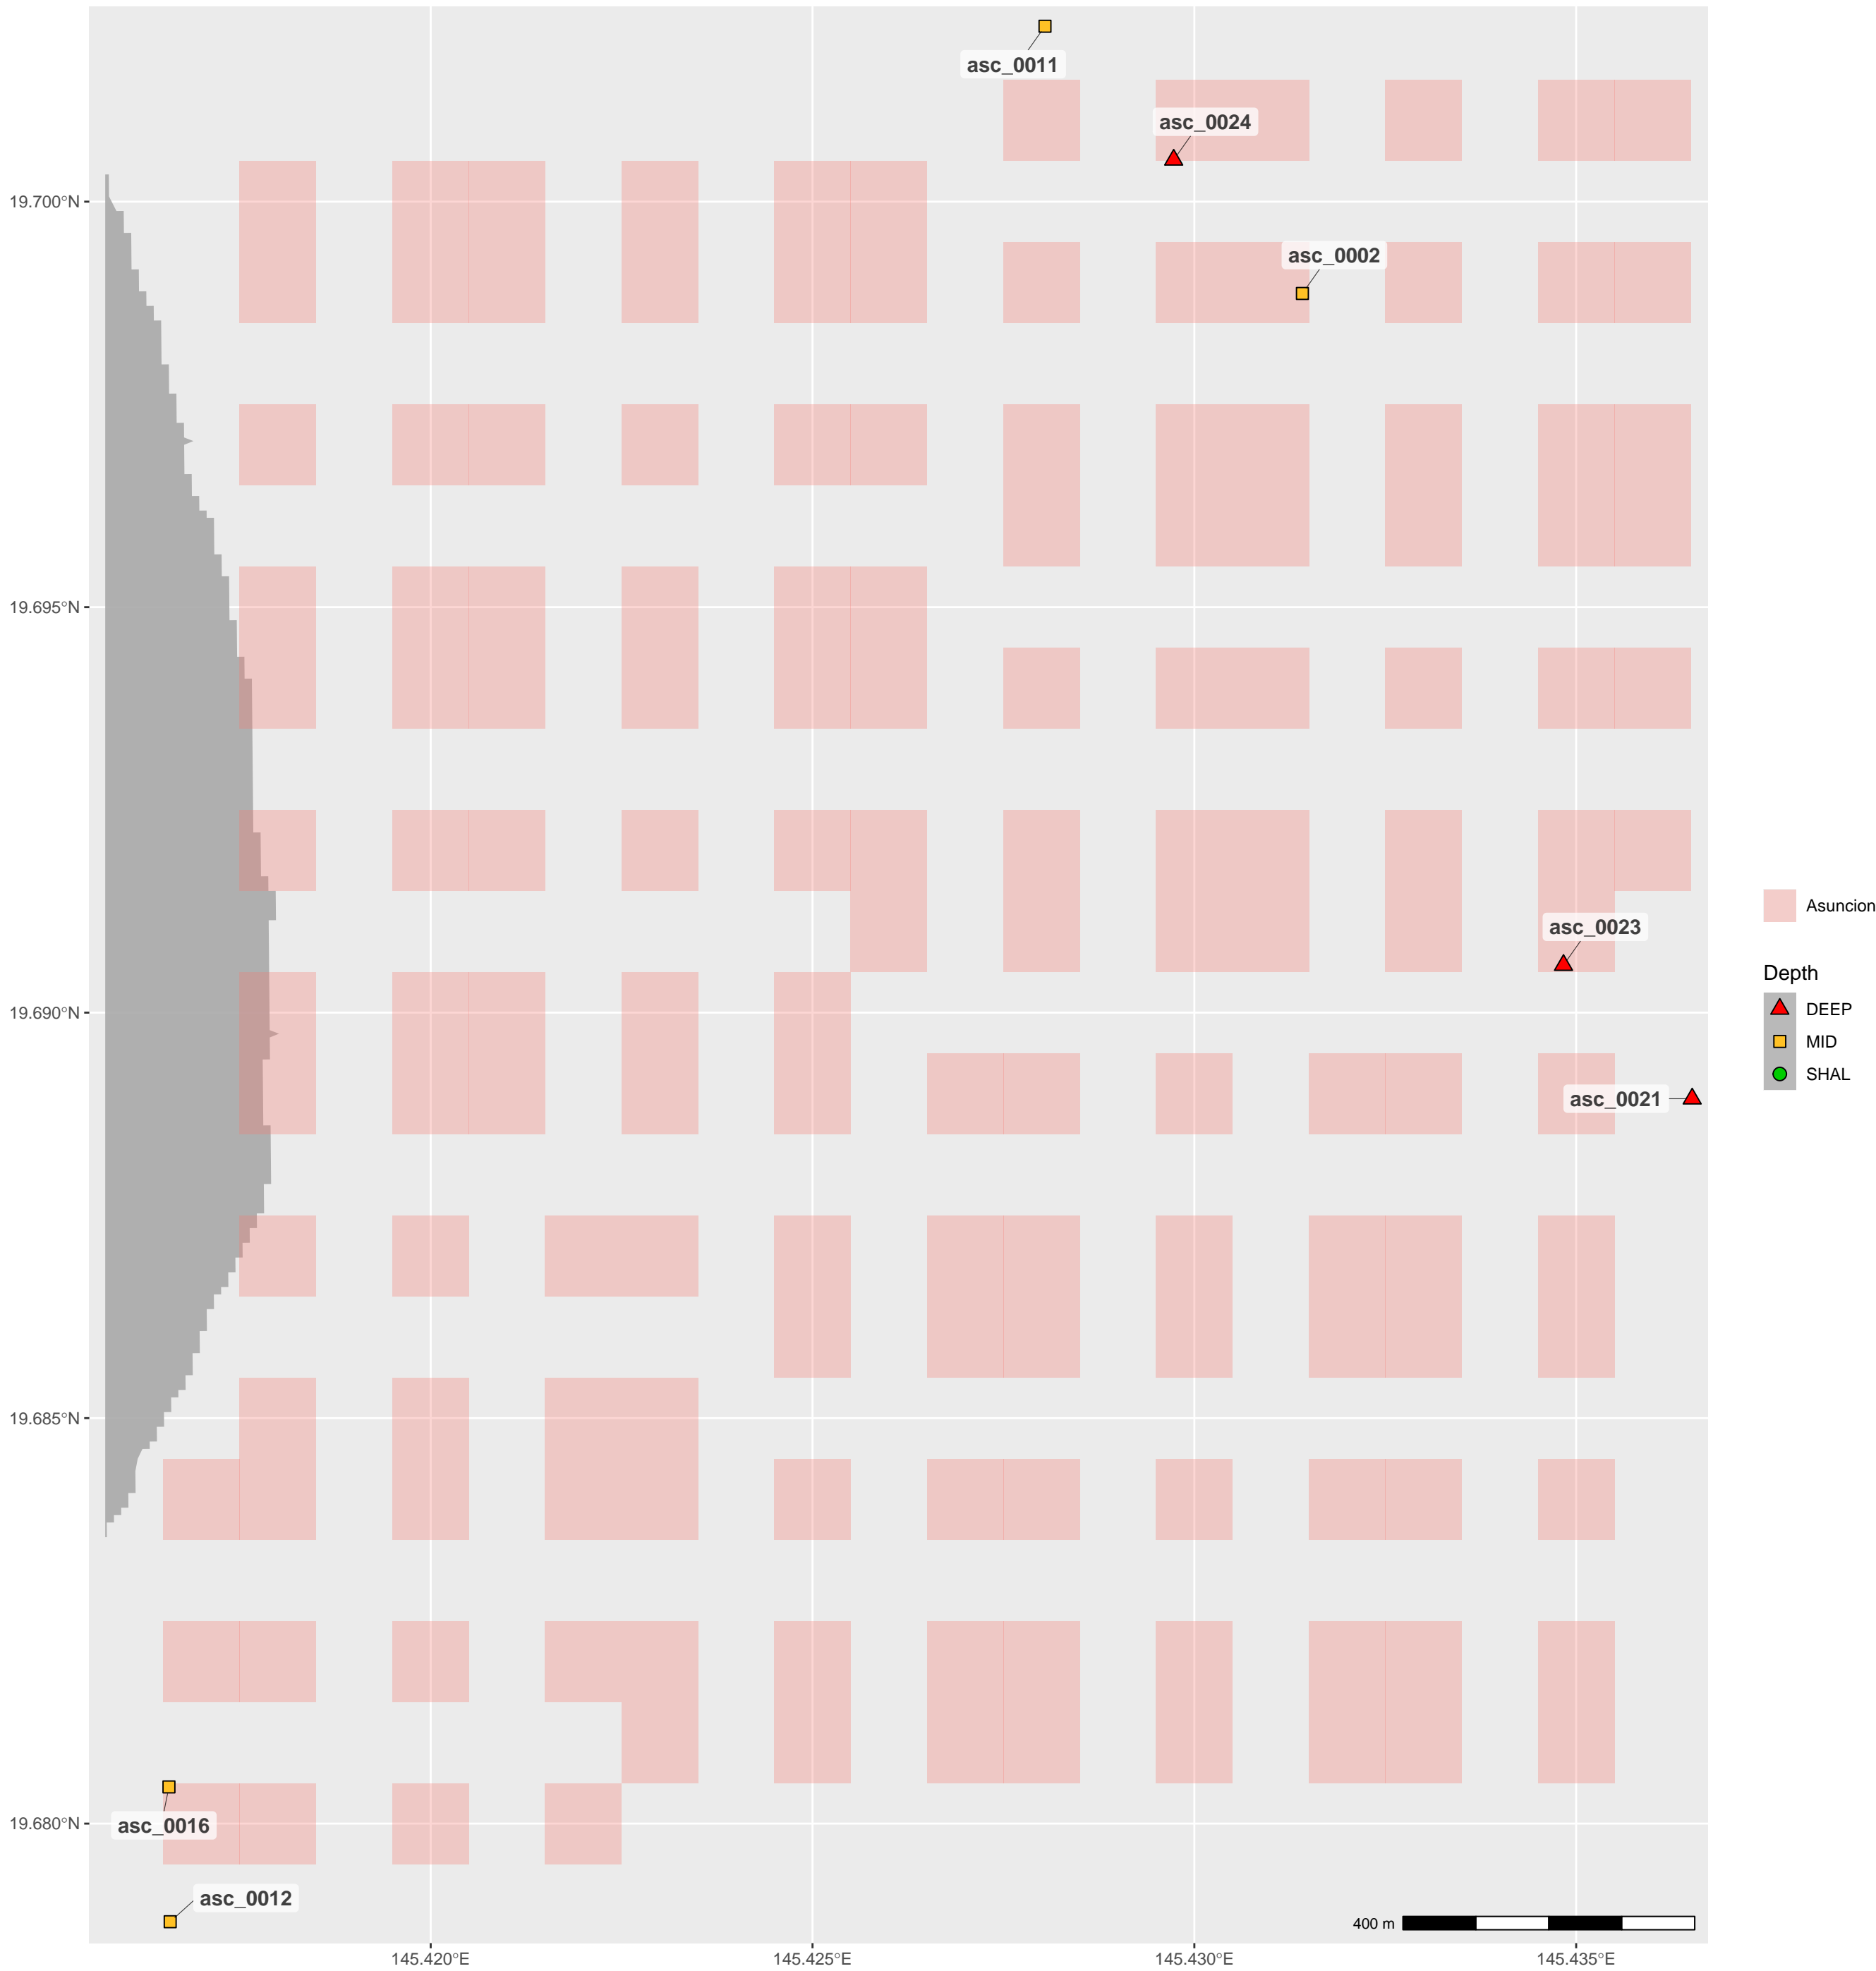 asc_0011
asc_0024
19.700°N
asc_0002
19.695°N
Asuncion
asc_0023
Depth
DEEP
19.690°N
MID
SHAL
asc_0021
19.685°N
asc_0016
19.680°N
asc_0012
400 m
145.420°E
145.425°E
145.430°E
145.435°E